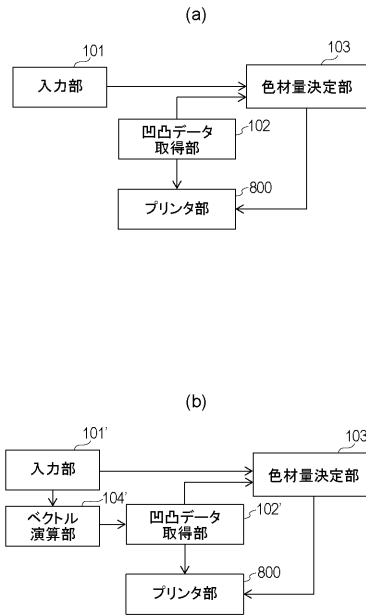 (a)
101
103
入力部
色材量決定部
凹凸データ
取得部
102
800
プリンタ部
(b)
101'
103
入力部
色材量決定部
104'
ベクトル
演算部
凹凸データ
取得部
102'
800
プリンタ部